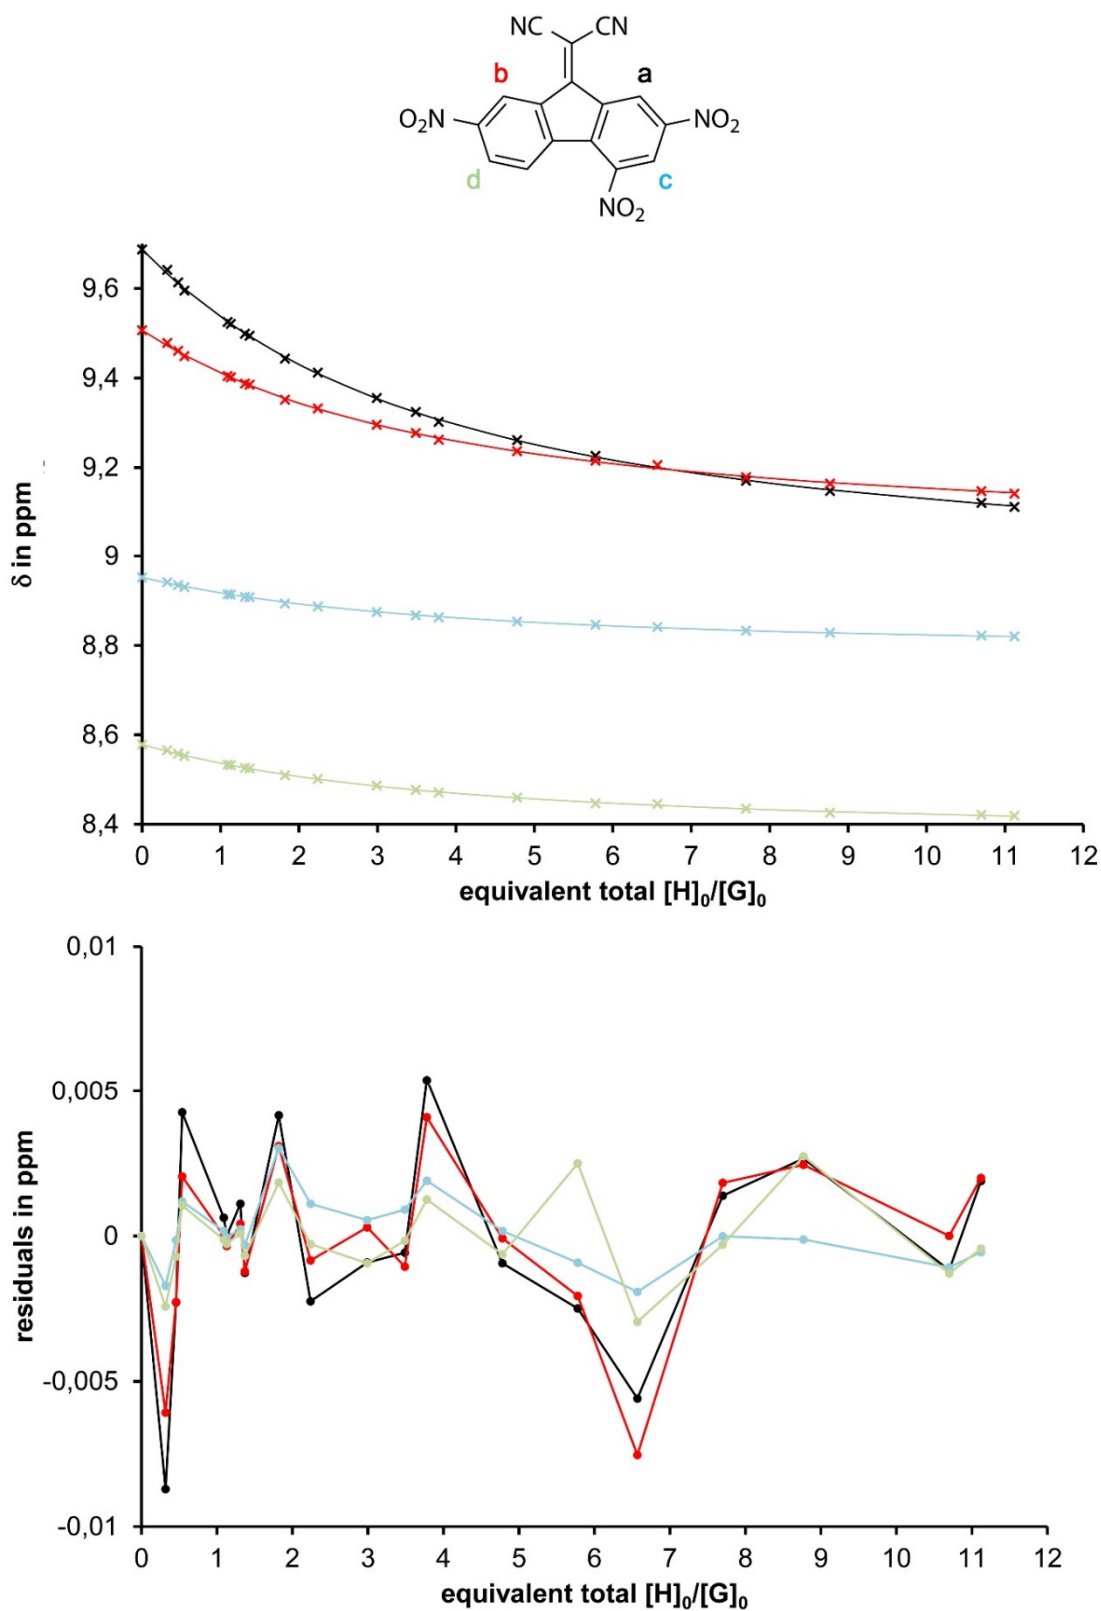 NC CN
b a
O₂N NO₂
d c
NO₂
9,6
9,4
9,2
9
8,8
8,6
8,4
δ in ppm
0 1 2 3 4 5 6 7 8 9 10 11 12
equivalent total [H]₀/[G]₀
0,01
0,005
0
-0,005
-0,01
residuals in ppm
0 1 2 3 4 5 6 7 8 9 10 11 12
equivalent total [H]₀/[G]₀